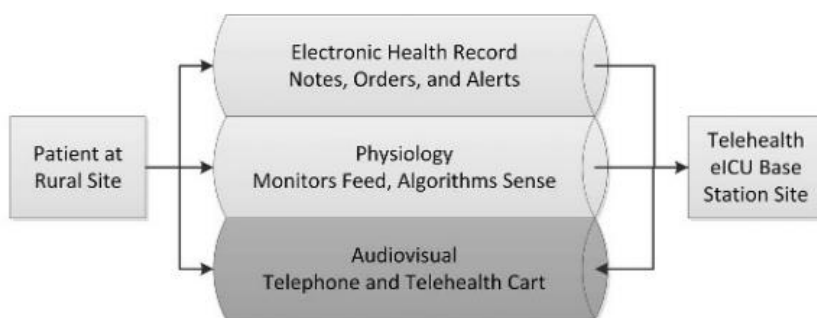 Electronic Health Record
Notes, Orders, and Alerts
Patient at
Rural Site
Physiology
Monitors Feed, Algorithms Sense
Telehealth
eICU Base
Station Site
Audiovisual
Telephone and Telehealth Cart